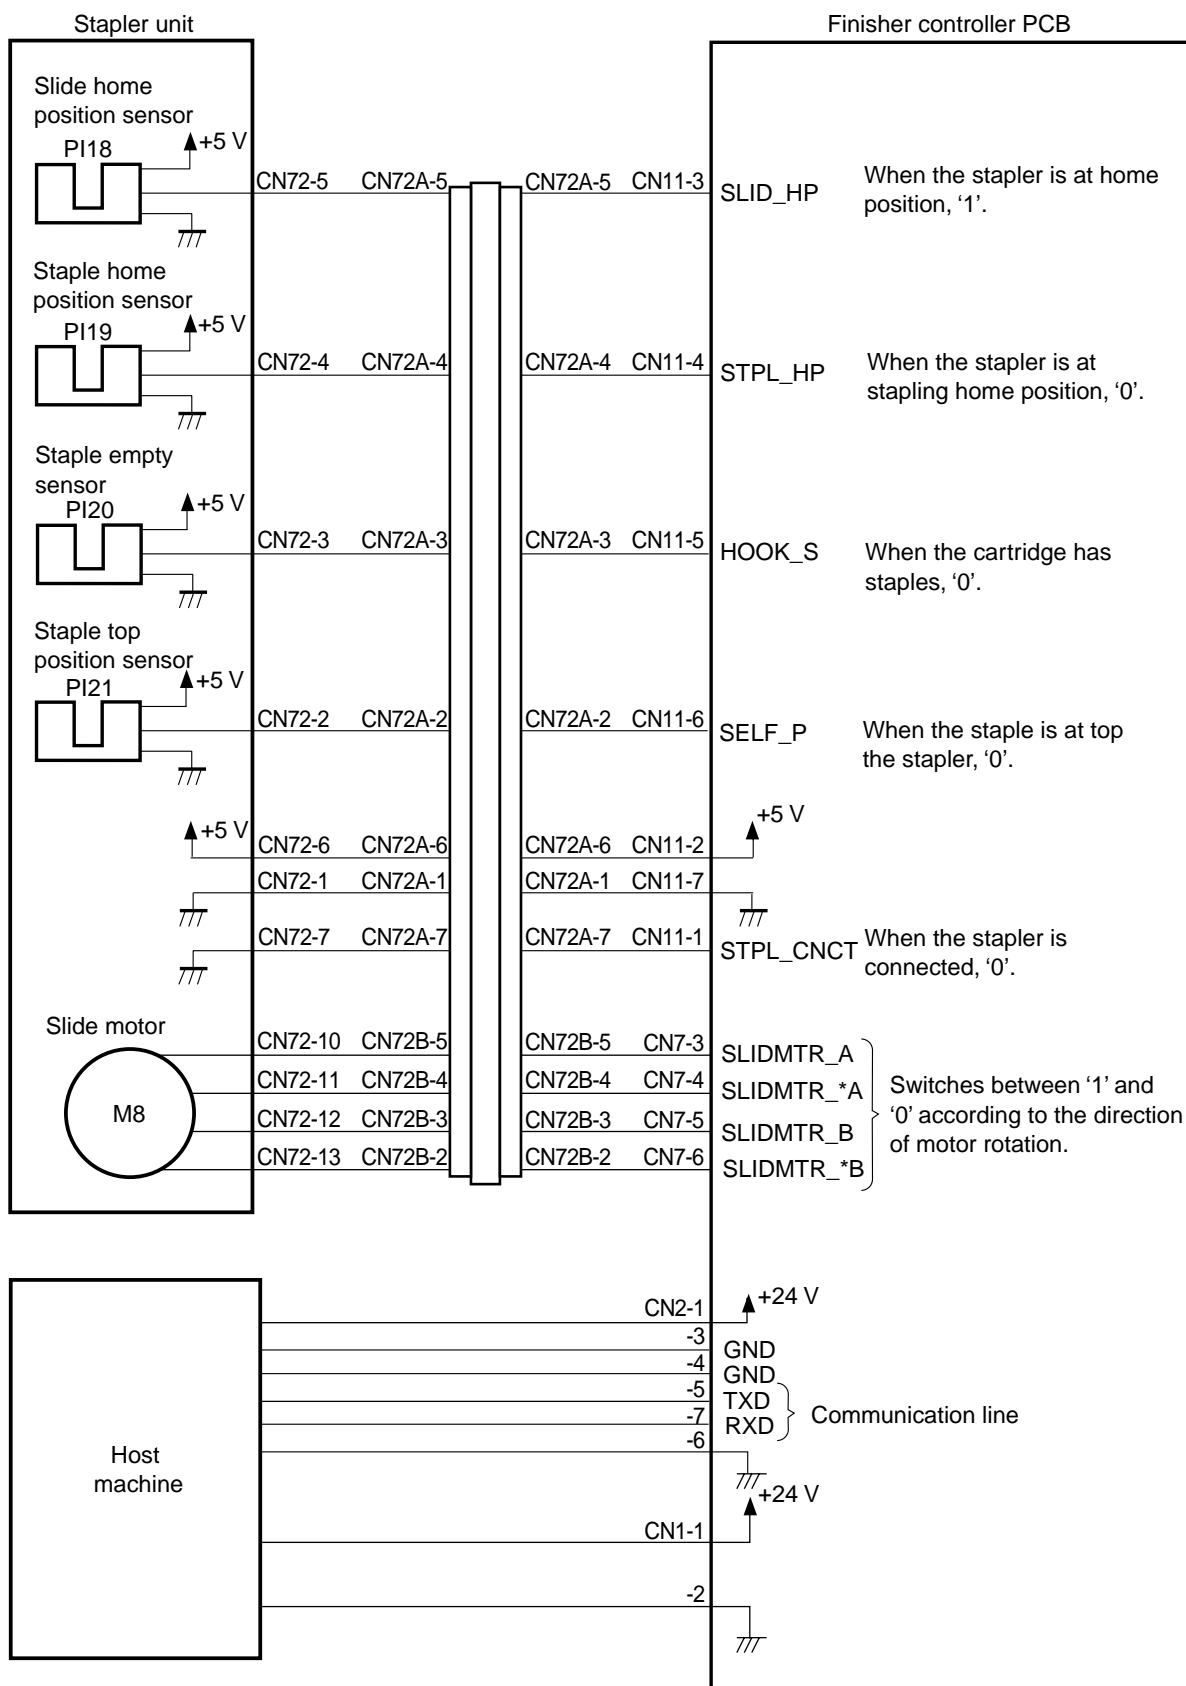 Stapler unit
Finisher controller PCB
Slide home
position sensor
PI18
+5 V
CN72-5 CN72A-5 CN72A-5 CN11-3
SLID_HP
When the stapler is at home
position, ‘1’.
Staple home
position sensor
PI19
+5 V
CN72-4 CN72A-4 CN72A-4 CN11-4
STPL_HP
When the stapler is at
stapling home position, ‘0’.
Staple empty
sensor
PI20
+5 V
CN72-3 CN72A-3 CN72A-3 CN11-5
HOOK_S
When the cartridge has
staples, ‘0’.
Staple top
position sensor
PI21
+5 V
CN72-2 CN72A-2 CN72A-2 CN11-6
SELF_P
When the staple is at top
the stapler, ‘0’.
+5 V
CN72-6 CN72A-6 CN72A-6 CN11-2
+5 V
CN72-1 CN72A-1 CN72A-1 CN11-7
CN72-7 CN72A-7 CN72A-7 CN11-1
STPL_CNCT
When the stapler is
connected, ‘0’.
Slide motor
M8
CN72-10 CN72B-5 CN72B-5 CN7-3
SLIDMTR_A
CN72-11 CN72B-4 CN72B-4 CN7-4
SLIDMTR_*A
CN72-12 CN72B-3 CN72B-3 CN7-5
SLIDMTR_B
CN72-13 CN72B-2 CN72B-2 CN7-6
SLIDMTR_*B
Switches between ‘1’ and
‘0’ according to the direction
of motor rotation.
Host
machine
CN2-1
+24 V
-3
GND
-4
GND
-5
TXD
-7
RXD
Communication line
-6
+24 V
CN1-1
-2